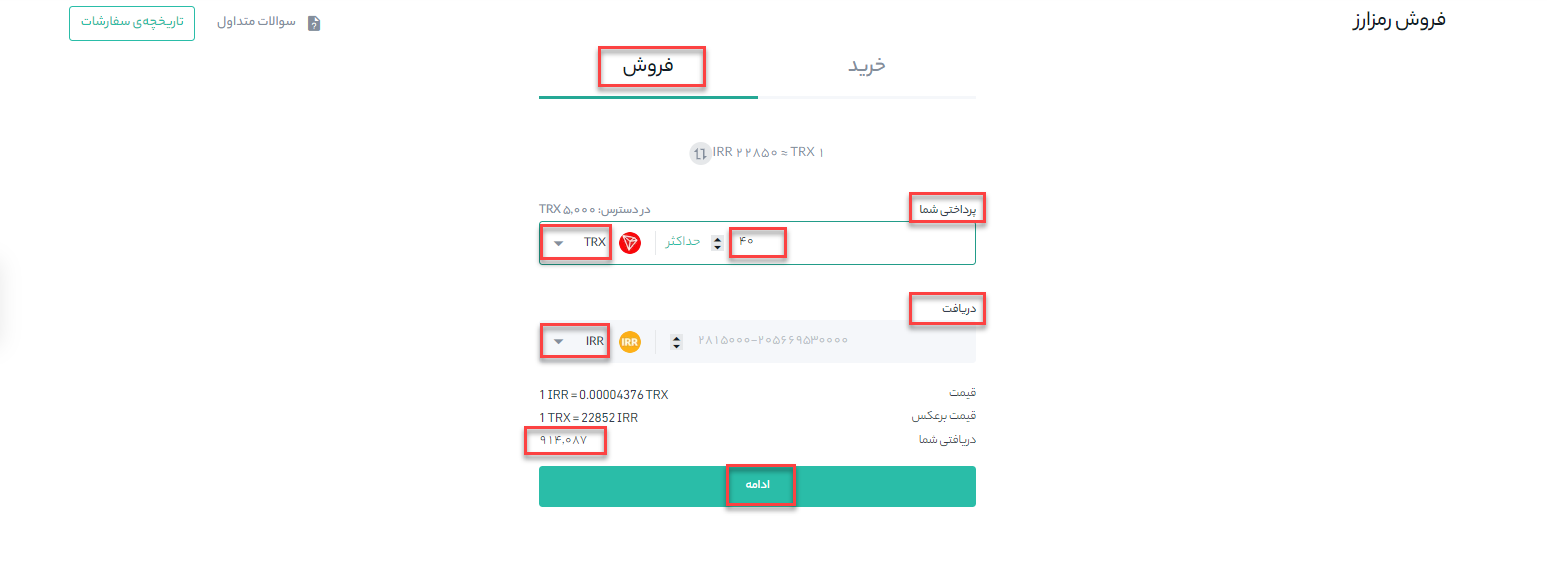 فروش رمزارز
سوالات متداول
تاریخچه‌ی سفارشات
خرید
فروش
۱ TRX ≈ ۲۲۸۵۰ IRR
پرداختی شما
در دسترس: ۵,۰۰۰ TRX
۴۰
حداکثر
TRX
دریافت
۲۸۱۵۰۰۰-۲۰۵۶۶۹۵۳۰۰۰۰
IRR
IRR
قیمت
1 IRR = 0.00004376 TRX
قیمت برعکس
1 TRX = 22852 IRR
دریافتی شما
۹۱۴,۰۸۷
ادامه